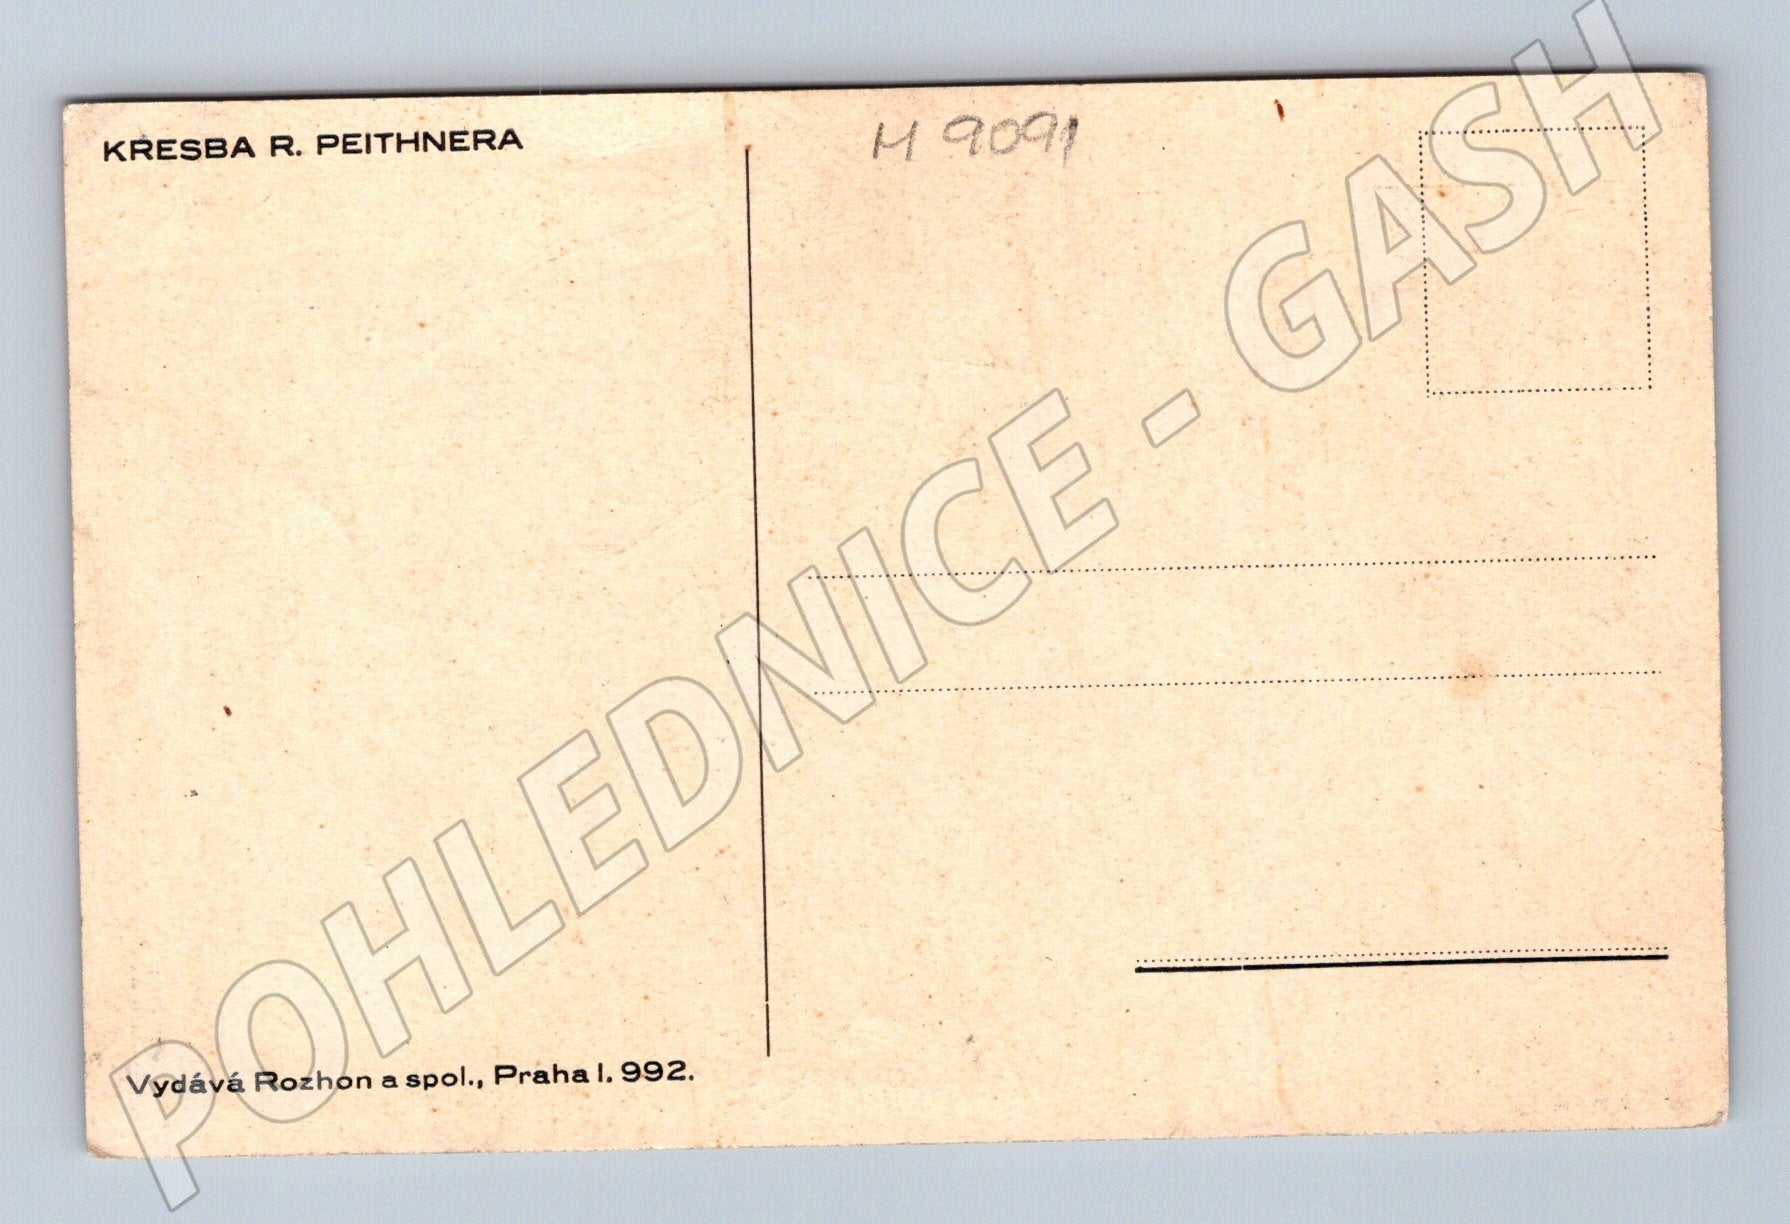 KRESBA R. PEITHNERA
M 9091
POHLEDNICE - GASH
Vydává Rozhon a spol., Praha I. 992.